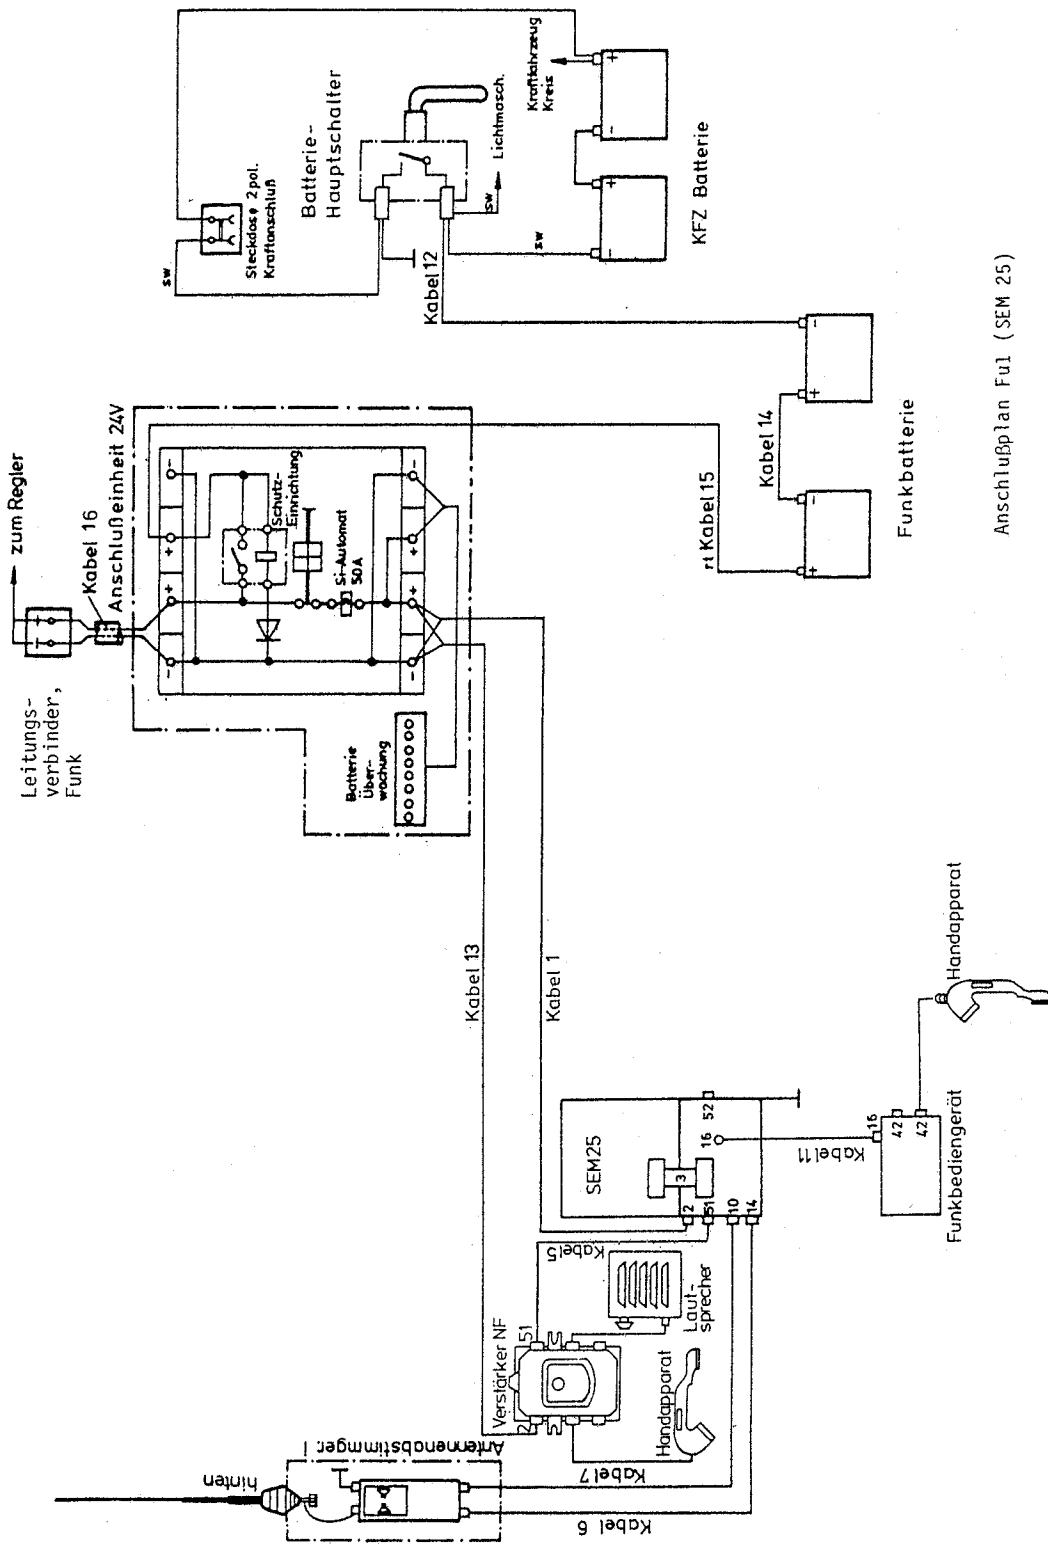 zum Regler
Kabel 16
Leitungs-
verbinder,
Funk
Anschlußeinheit 24V
-
+
+
-
Schutz-
Einrichtung
Si-Automat
50A
-
+
+
-
Batterie
Über-
wachung
Steckdose 2pol.
Kraftanschluß
sw
Batterie-
Hauptschalter
sw
Lichtmasch.
Kabel 12
sw
Kraftfahrzeug
Kreis
+
-
+
-
KFZ Batterie
rt Kabel 15
Kabel 14
-
+
-
+
Funkbatterie
Kabel 13
Kabel 1
hinten
Antennenabstimmger. I
Kabel 6
Kabel 7
Verstärker NF
2
51
Handapparat
Laut-
sprecher
Kabel 5
SEM25
3
2
51
10
14
16
52
Kabel 11
16
42
42
Funkbediengerät
Handapparat
Anschlußplan Ful (SEM 25)